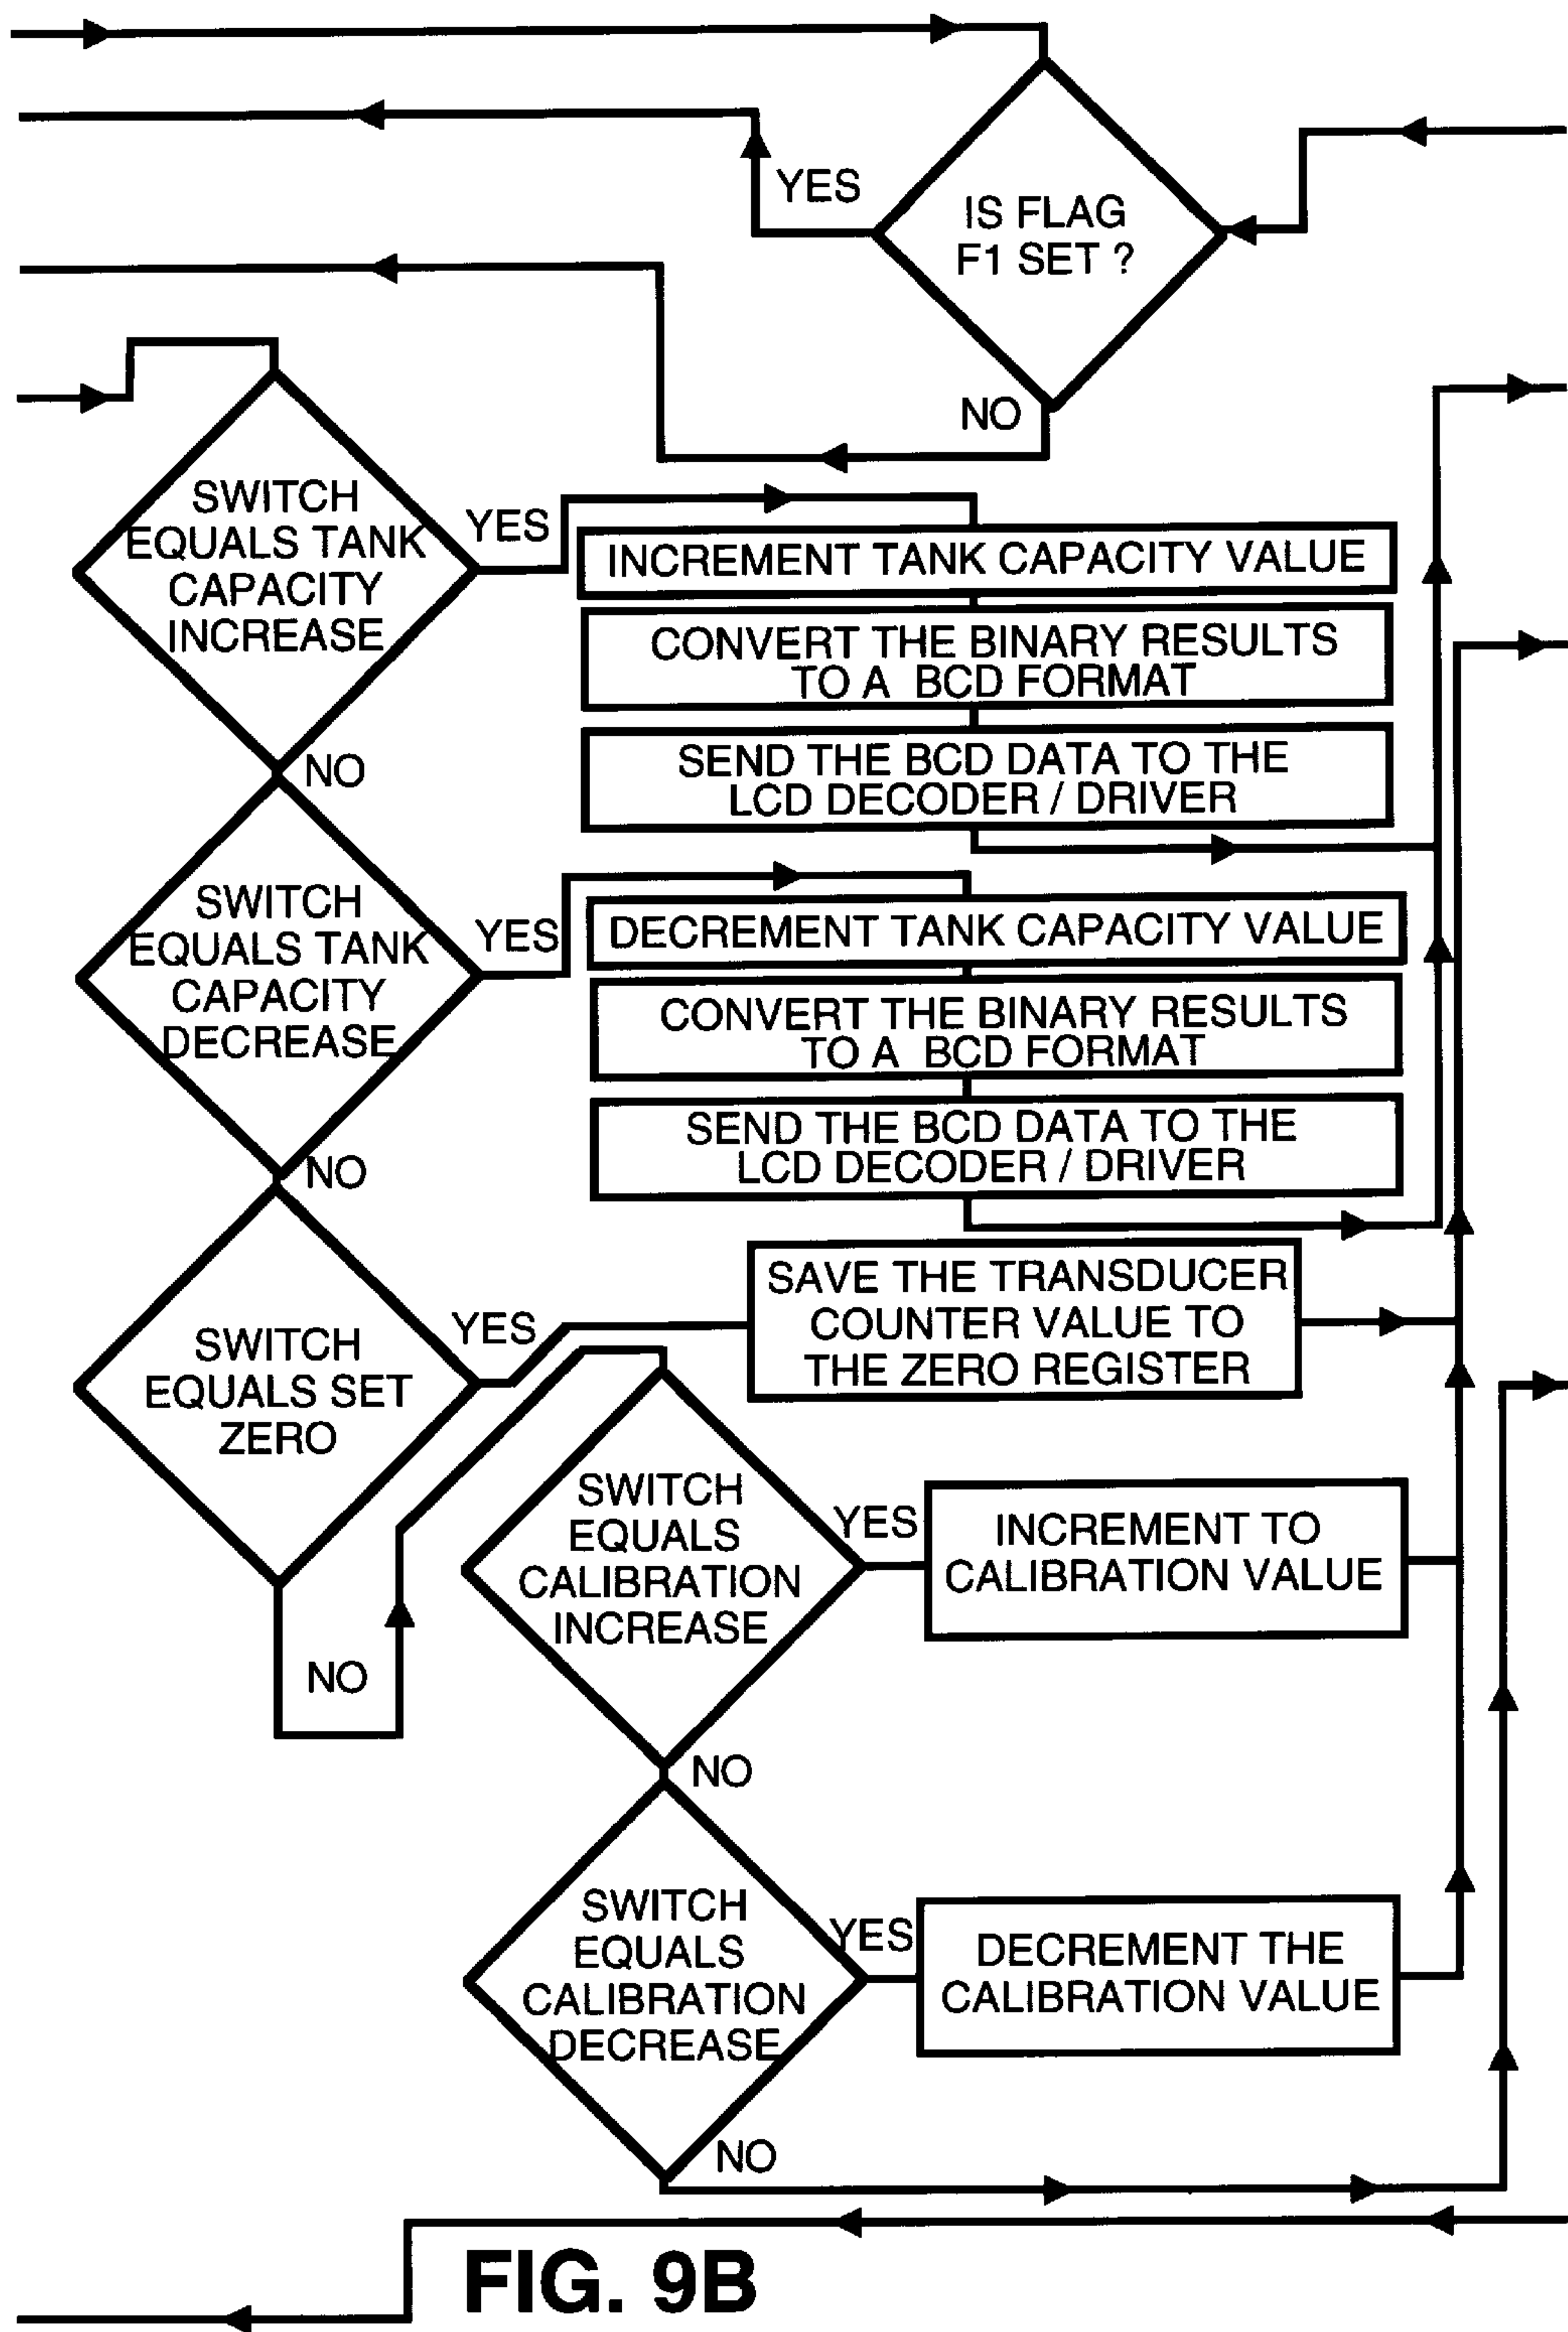 YES
IS FLAG
F1 SET ?
NO
SWITCH
EQUALS TANK
CAPACITY
INCREASE
YES
INCREMENT TANK CAPACITY VALUE
CONVERT THE BINARY RESULTS
TO A BCD FORMAT
SEND THE BCD DATA TO THE
LCD DECODER / DRIVER
NO
SWITCH
EQUALS TANK
CAPACITY
DECREASE
YES
DECREMENT TANK CAPACITY VALUE
CONVERT THE BINARY RESULTS
TO A BCD FORMAT
SEND THE BCD DATA TO THE
LCD DECODER / DRIVER
NO
SWITCH
EQUALS SET
ZERO
YES
SAVE THE TRANSDUCER
COUNTER VALUE TO
THE ZERO REGISTER
NO
SWITCH
EQUALS
CALIBRATION
INCREASE
YES
INCREMENT TO
CALIBRATION VALUE
NO
SWITCH
EQUALS
CALIBRATION
DECREASE
YES
DECREMENT THE
CALIBRATION VALUE
NO
FIG. 9B